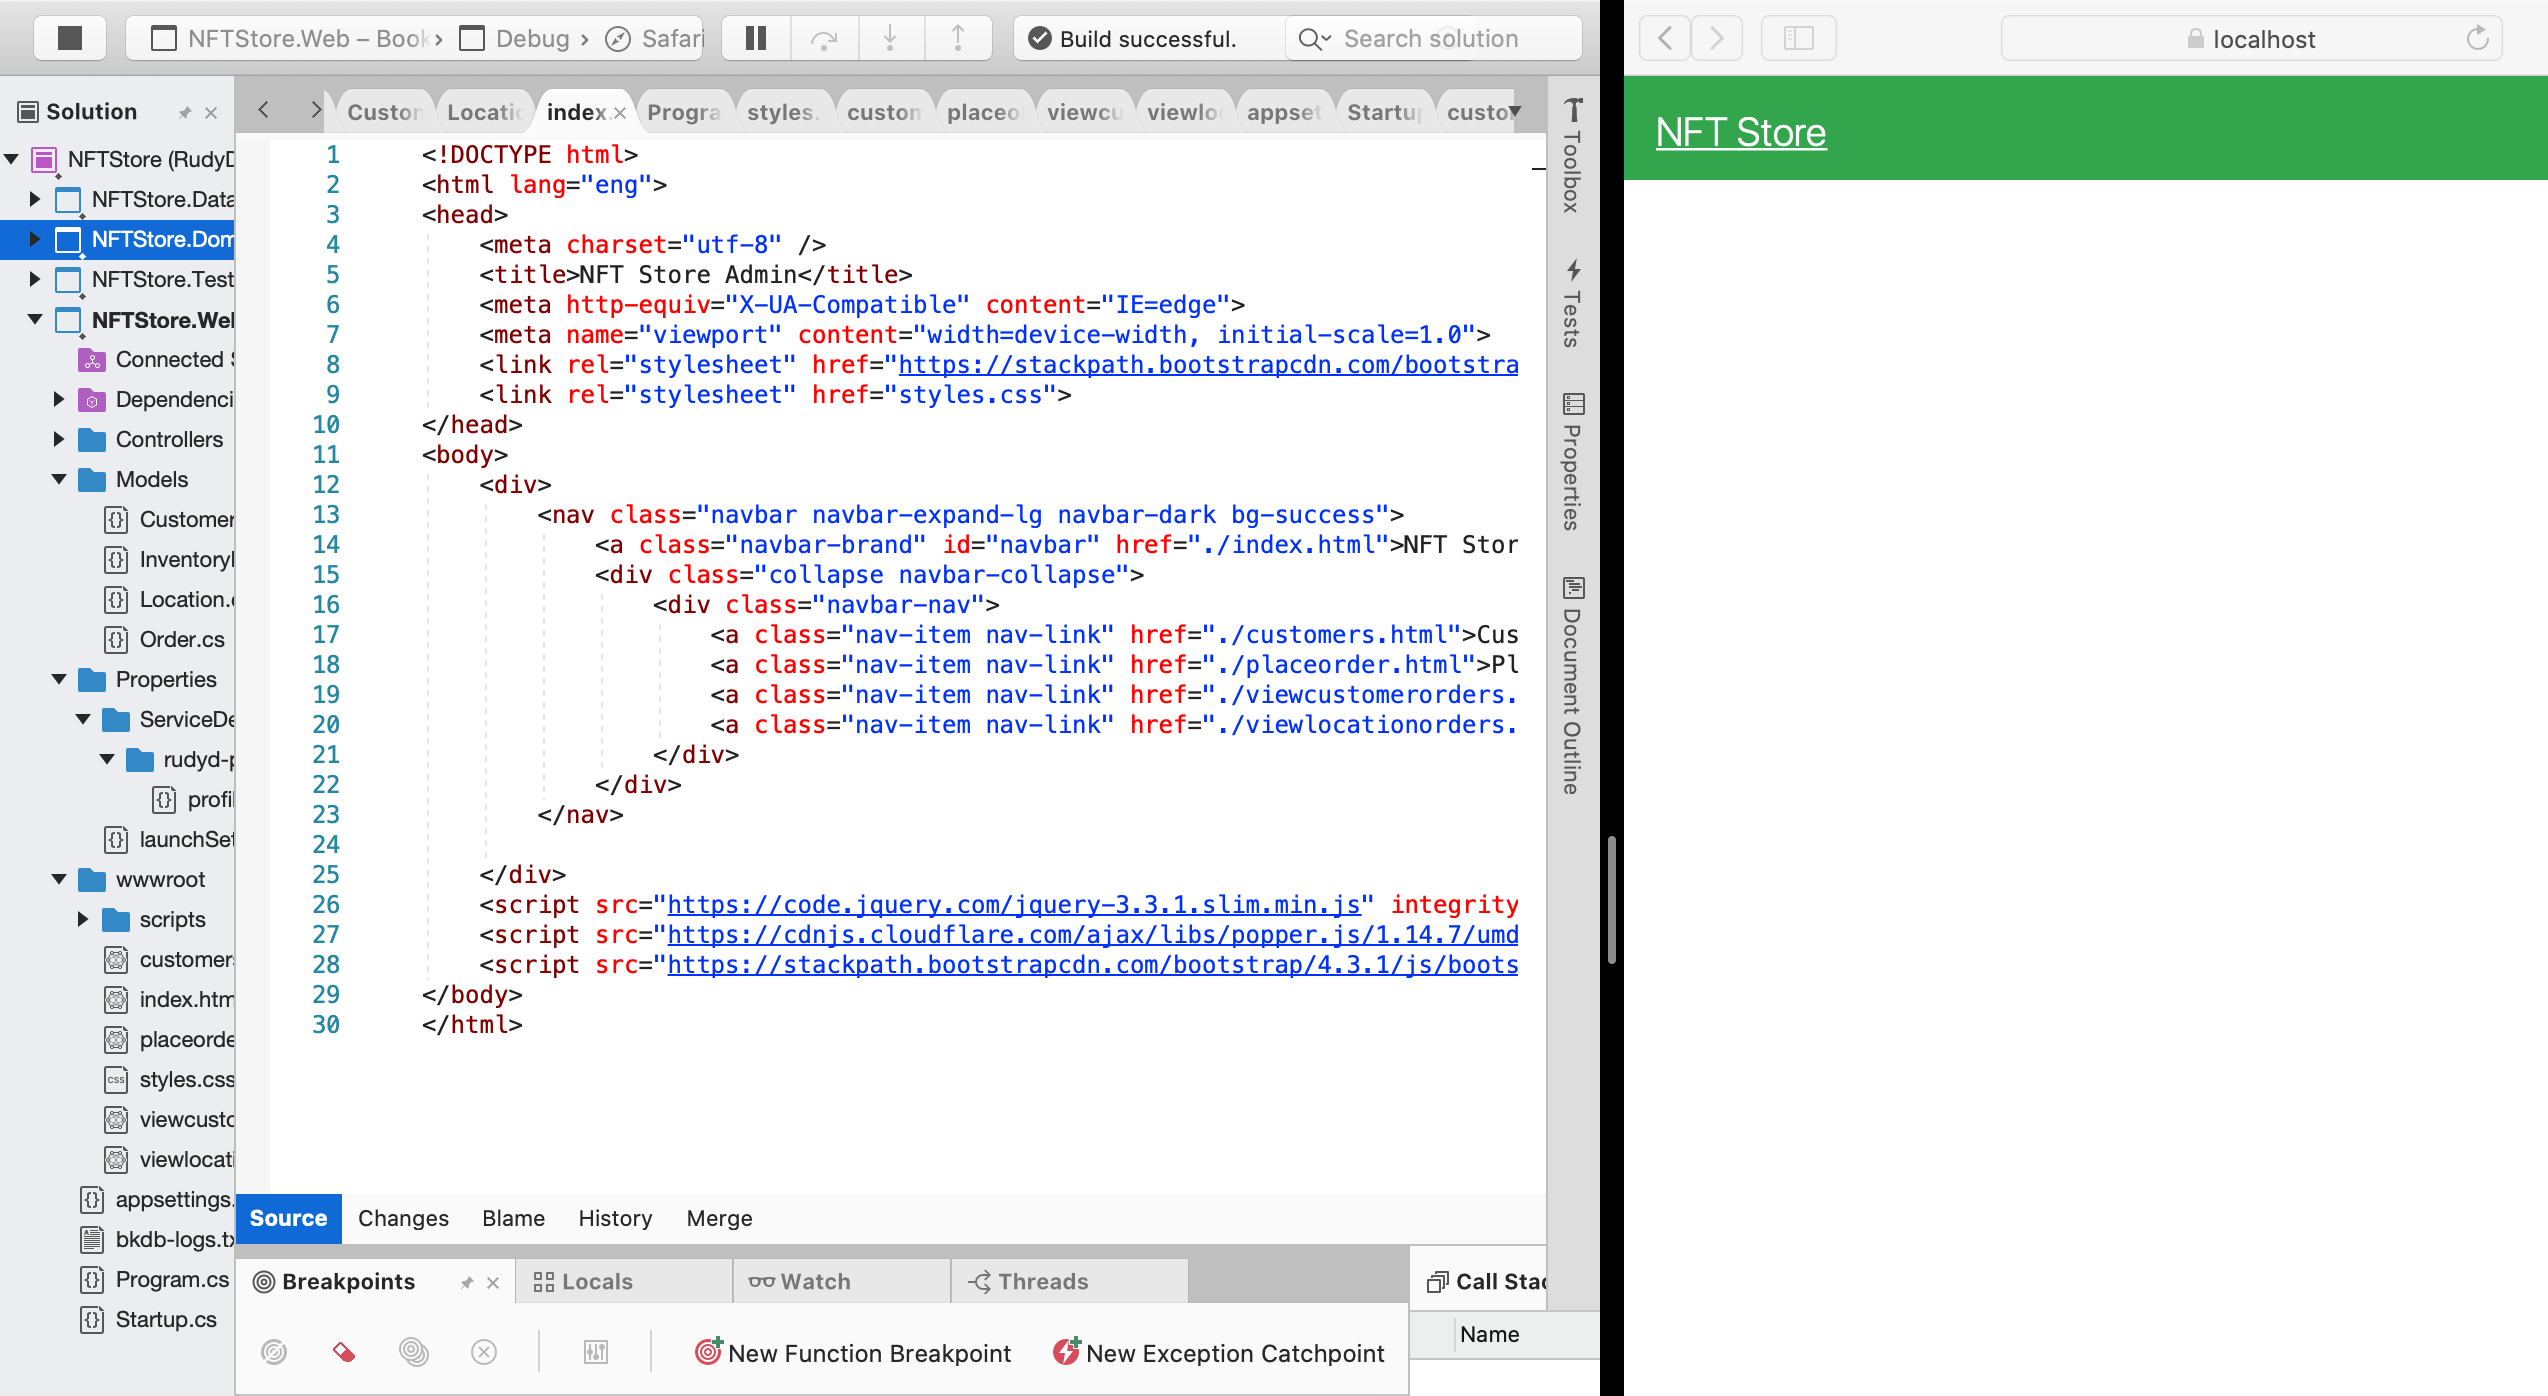 NFTStore.Web – Book › Debug › Safari
Build successful.
Search solution
localhost
Solution
NFTStore (RudyD
NFTStore.Data
NFTStore.Dom
NFTStore.Test
NFTStore.Web
Connected S
Dependenci
Controllers
Models
Customer
Inventory
Location.
Order.cs
Properties
ServiceDe
rudyd-p
profil
launchSet
wwwroot
scripts
customers
index.htm
placeorde
styles.css
viewcusto
viewlocati
appsettings.
bkdb-logs.tx
Program.cs
Startup.cs
Custon
Locatic
index.
Progra
styles.
custom
placeo
viewcu
viewlo
appset
Startu
custo
1 <!DOCTYPE html>
2 <html lang="eng">
3 <head>
4 <meta charset="utf-8" />
5 <title>NFT Store Admin</title>
6 <meta http-equiv="X-UA-Compatible" content="IE=edge">
7 <meta name="viewport" content="width=device-width, initial-scale=1.0">
8 <link rel="stylesheet" href="https://stackpath.bootstrapcdn.com/bootstra
9 <link rel="stylesheet" href="styles.css">
10 </head>
11 <body>
12 <div>
13 <nav class="navbar navbar-expand-lg navbar-dark bg-success">
14 <a class="navbar-brand" id="navbar" href="./index.html">NFT Stor
15 <div class="collapse navbar-collapse">
16 <div class="navbar-nav">
17 <a class="nav-item nav-link" href="./customers.html">Cus
18 <a class="nav-item nav-link" href="./placeorder.html">Pl
19 <a class="nav-item nav-link" href="./viewcustomerorders.
20 <a class="nav-item nav-link" href="./viewlocationorders.
21 </div>
22 </div>
23 </nav>
24
25 </div>
26 <script src="https://code.jquery.com/jquery-3.3.1.slim.min.js" integrity
27 <script src="https://cdnjs.cloudflare.com/ajax/libs/popper.js/1.14.7/umd
28 <script src="https://stackpath.bootstrapcdn.com/bootstrap/4.3.1/js/boots
29 </body>
30 </html>
Source Changes Blame History Merge
Breakpoints
Locals
Watch
Threads
New Function Breakpoint
New Exception Catchpoint
Call Stac
Name
Toolbox
Tests
Properties
Document Outline
NFT Store